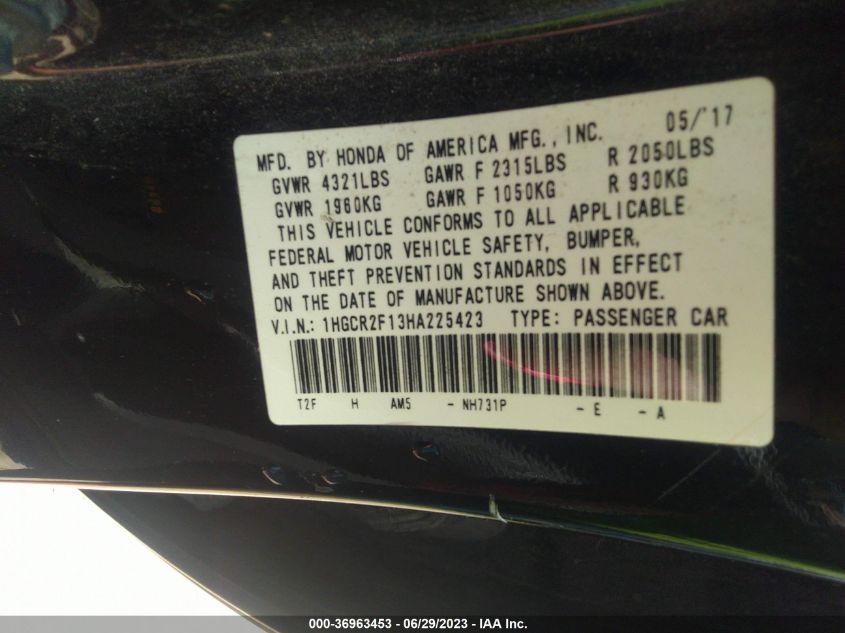 05/'17
MFD. BY HONDA OF AMERICA MFG., INC.
GVWR 4321LBS GAWR F 2315LBS R 2050LBS
GVWR 1960KG GAWR F 1050KG R 930KG
THIS VEHICLE CONFORMS TO ALL APPLICABLE
FEDERAL MOTOR VEHICLE SAFETY, BUMPER,
AND THEFT PREVENTION STANDARDS IN EFFECT
ON THE DATE OF MANUFACTURE SHOWN ABOVE.
V.I.N.: 1HGCR2F13HA225423 TYPE: PASSENGER CAR
T2F H AM5 - NH731P - E - A
000-36963453 - 06/29/2023 - IAA Inc.